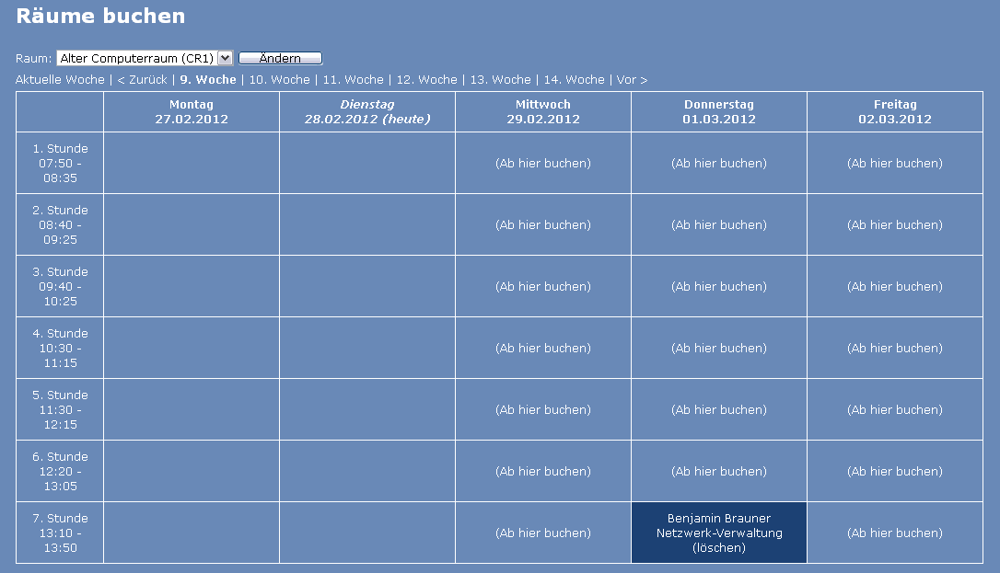 Räume buchen
Raum: Alter Computerraum (CR1) Ändern
Aktuelle Woche | < Zurück | 9. Woche | 10. Woche | 11. Woche | 12. Woche | 13. Woche | 14. Woche | Vor >
Montag Dienstag Mittwoch Donnerstag Freitag
27.02.2012 28.02.2012 (heute) 29.02.2012 01.03.2012 02.03.2012
1. Stunde
07:50 - (Ab hier buchen) (Ab hier buchen) (Ab hier buchen)
08:35
2. Stunde
08:40 - (Ab hier buchen) (Ab hier buchen) (Ab hier buchen)
09:25
3. Stunde
09:40 - (Ab hier buchen) (Ab hier buchen) (Ab hier buchen)
10:25
4. Stunde
10:30 - (Ab hier buchen) (Ab hier buchen) (Ab hier buchen)
11:15
5. Stunde
11:30 - (Ab hier buchen) (Ab hier buchen) (Ab hier buchen)
12:15
6. Stunde
12:20 - (Ab hier buchen) (Ab hier buchen) (Ab hier buchen)
13:05
7. Stunde Benjamin Brauner
13:10 - (Ab hier buchen) Netzwerk-Verwaltung (Ab hier buchen)
13:50 (löschen)